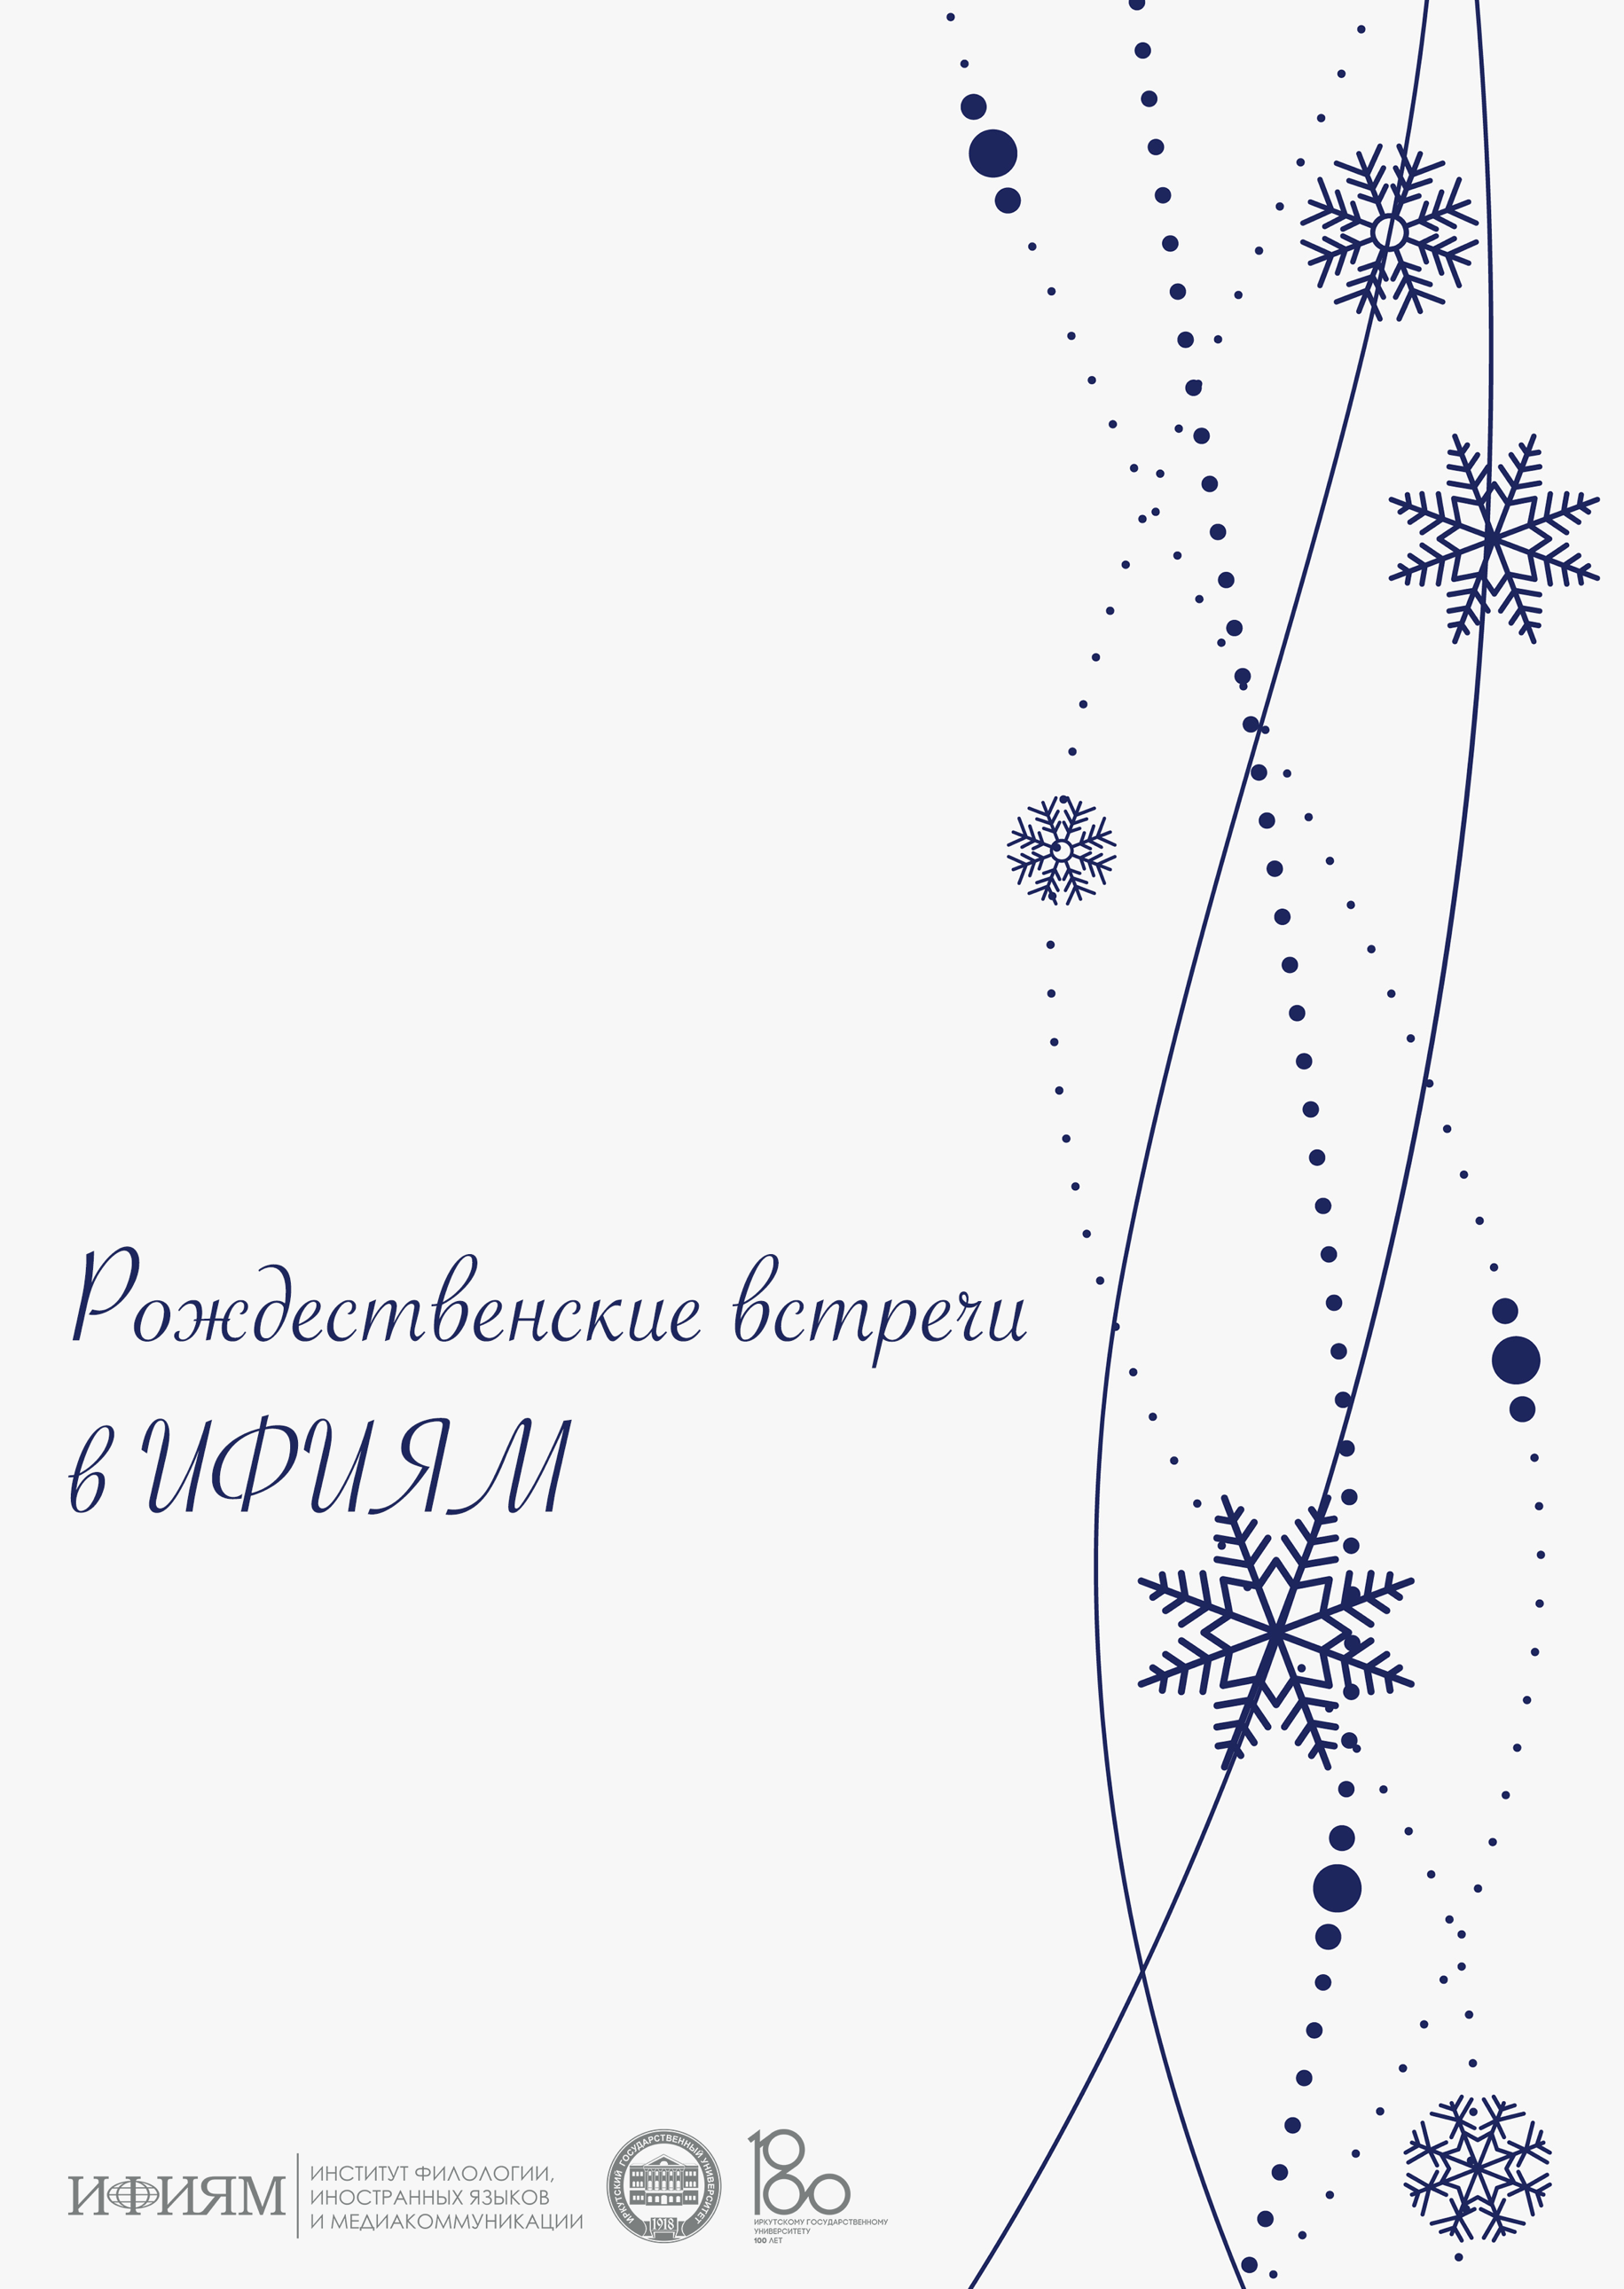 Рождественские встречи
в ИФИЯМ
ИФИЯМ
ИНСТИТУТ ФИЛОЛОГИИ,
ИНОСТРАННЫХ ЯЗЫКОВ
И МЕДИАКОММУНИКАЦИИ
ИРКУТСКИЙ ГОСУДАРСТВЕННЫЙ УНИВЕРСИТЕТ
1918
100
ИРКУТСКОМУ ГОСУДАРСТВЕННОМУ
УНИВЕРСИТЕТУ
100 ЛЕТ